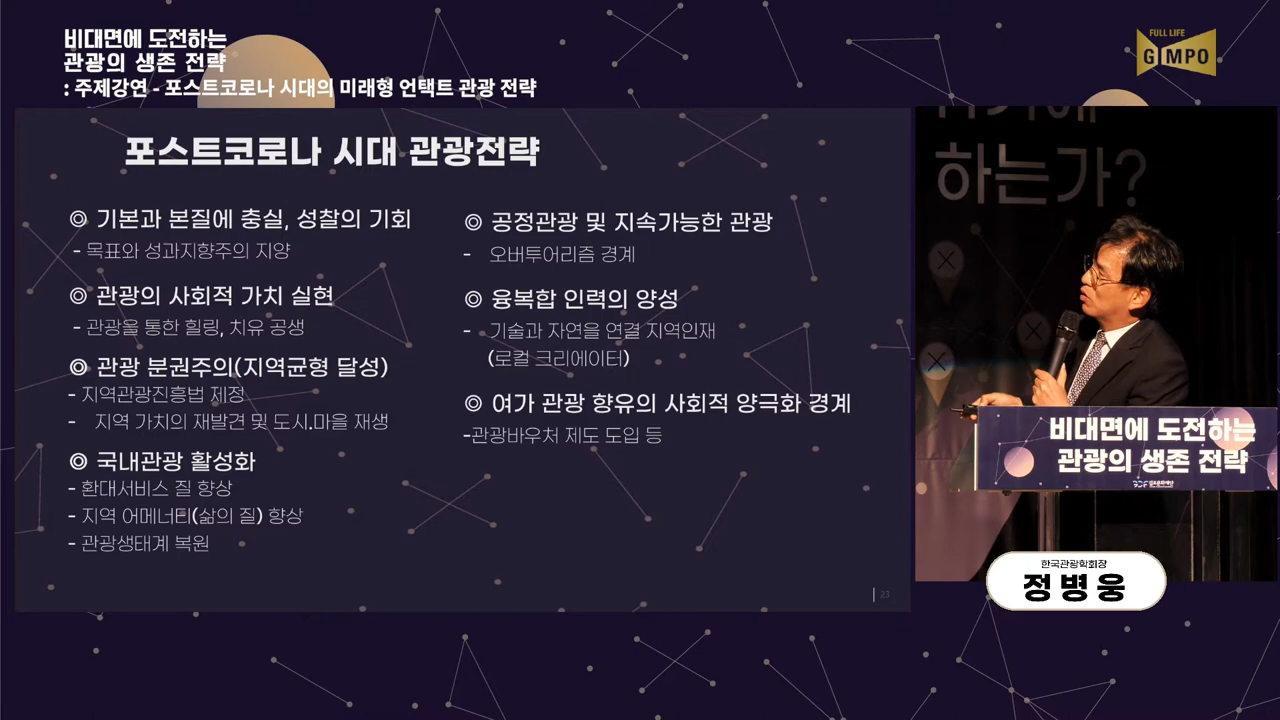 비대면에 도전하는
관광의 생존 전략
: 주제강연 - 포스트코로나 시대의 미래형 언택트 관광 전략
FULL LIFE
GIMPO
포스트코로나 시대 관광전략
◎ 기본과 본질에 충실, 성찰의 기회
- 목표와 성과지향주의 지양
◎ 관광의 사회적 가치 실현
- 관광을 통한 힐링, 치유 공생
◎ 관광 분권주의(지역균형 달성)
- 지역관광진흥법 제정
- 지역 가치의 재발견 및 도시.마을 재생
◎ 국내관광 활성화
- 환대서비스 질 향상
- 지역 어메너티(삶의 질) 향상
- 관광생태계 복원
◎ 공정관광 및 지속가능한 관광
- 오버투어리즘 경계
◎ 융복합 인력의 양성
- 기술과 자연을 연결 지역인재
(로컬 크리에이터)
◎ 여가 관광 향유의 사회적 양극화 경계
-관광바우처 제도 도입 등
23
하는가?
비대면에 도전하는
관광의 생존 전략
한국관광학회장
정병웅